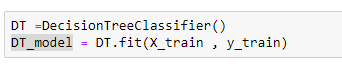 DT =DecisionTreeClassifier()
DT_model = DT.fit(X_train , y_train)